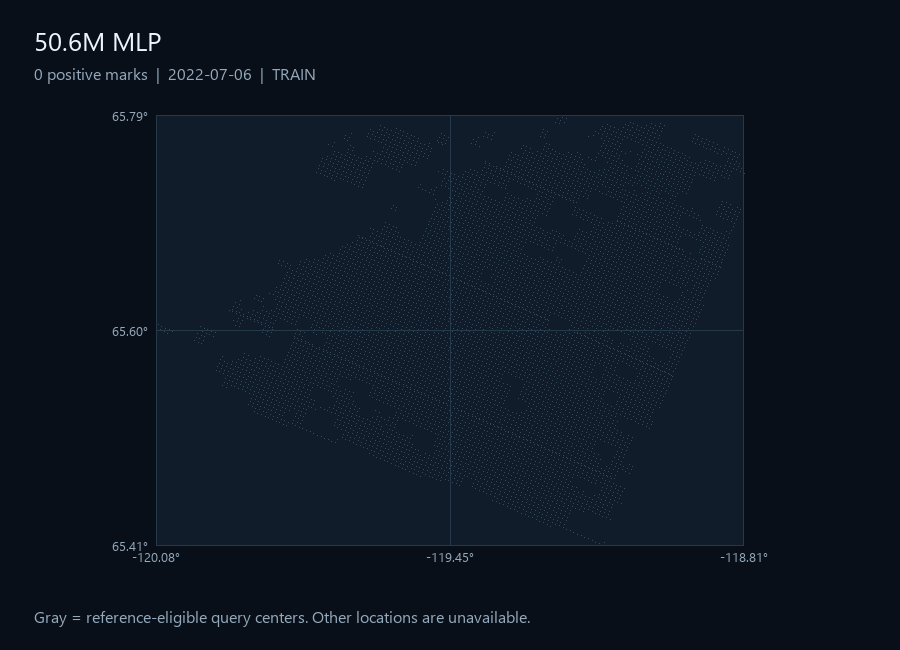 50.6M MLP
0 positive marks | 2022-07-06 | TRAIN
65.79°
65.60°
65.41°
-120.08°
-119.45°
-118.81°
Gray = reference-eligible query centers. Other locations are unavailable.